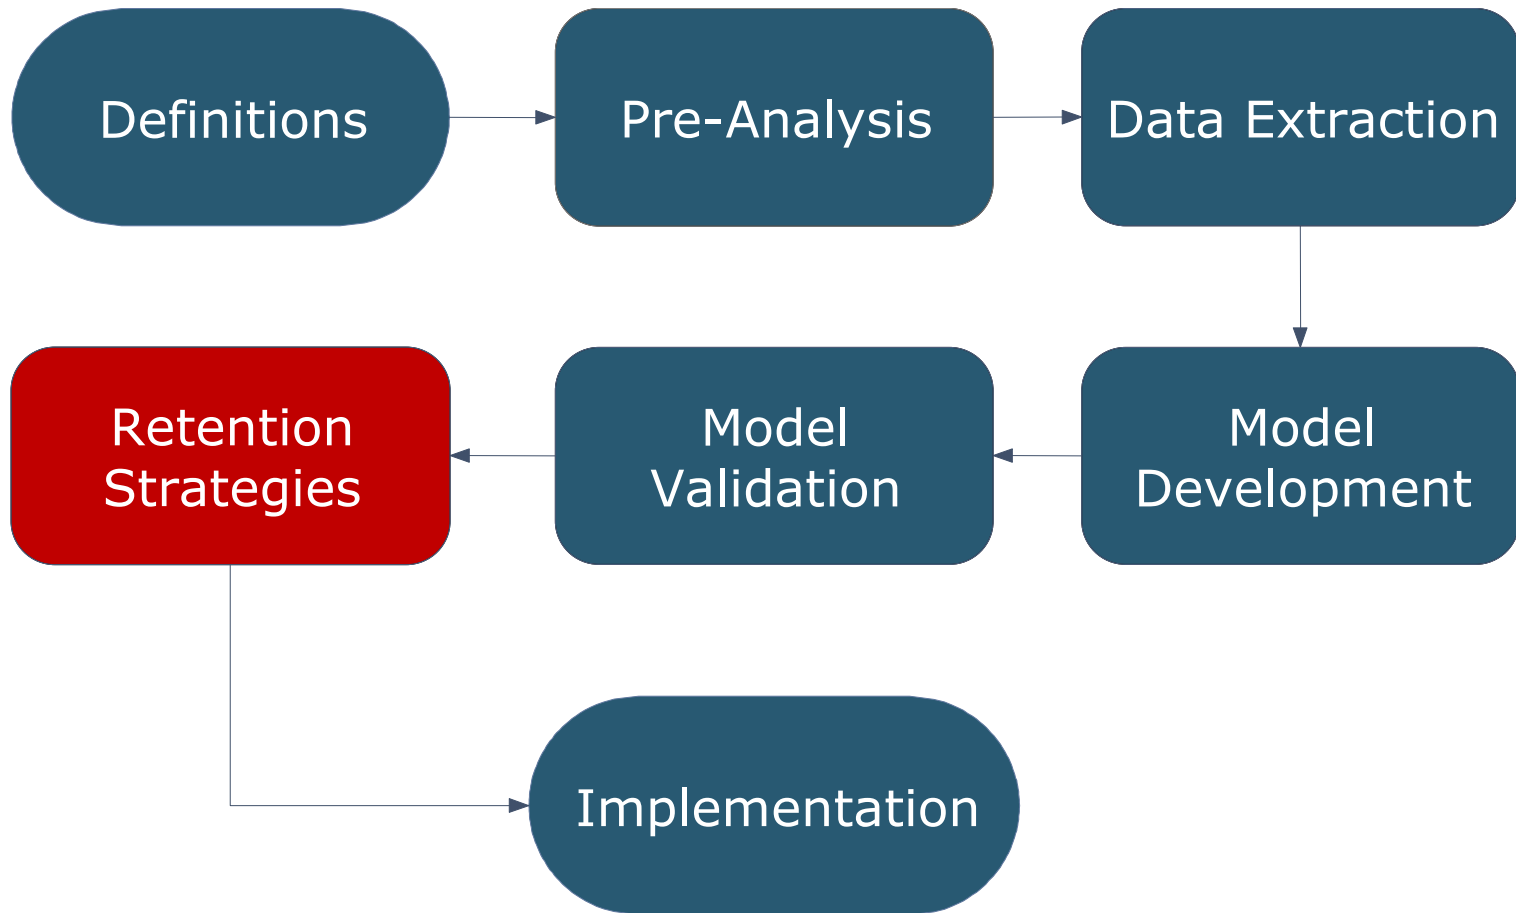 Definitions
Pre-Analysis
Data Extraction
Retention
Strategies
Model
Validation
Model
Development
Implementation